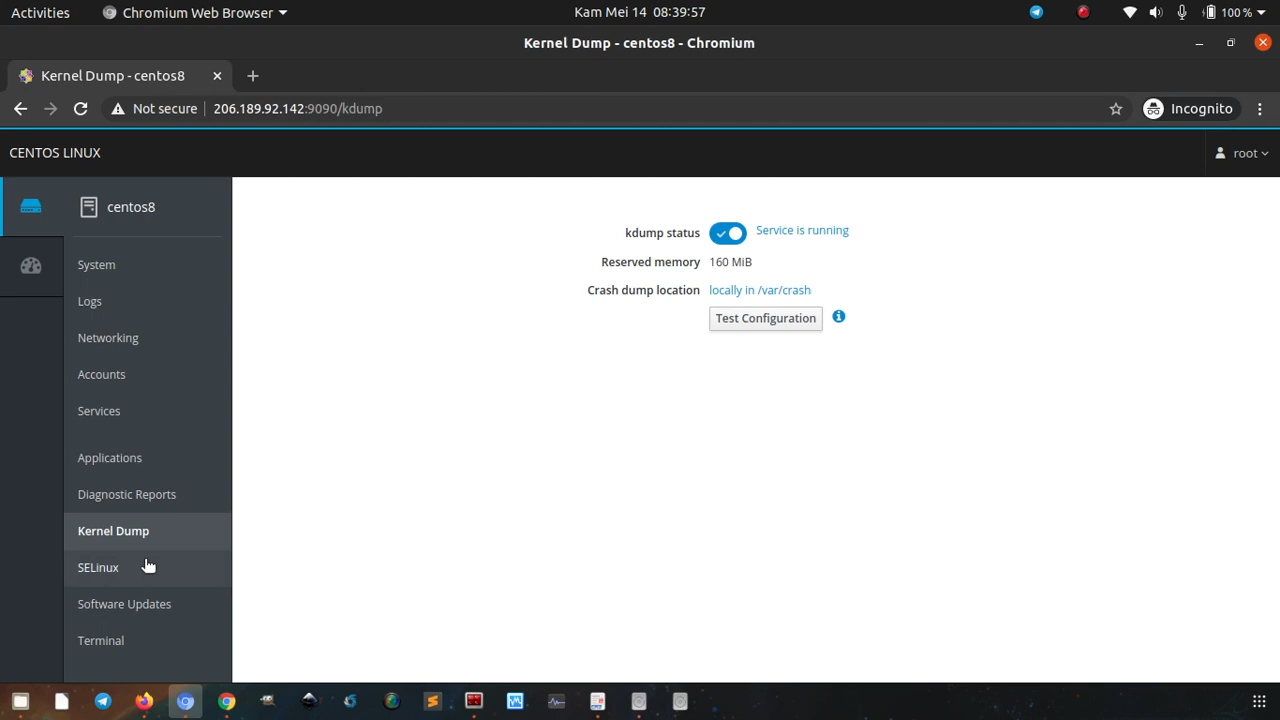 Activities
Chromium Web Browser
Kam Mei 14 08:39:57
100 %
Kernel Dump - centos8 - Chromium
Kernel Dump - centos8
Not secure
206.189.92.142:9090/kdump
Incognito
CENTOS LINUX
root
centos8
System
Logs
Networking
Accounts
Services
Applications
Diagnostic Reports
Kernel Dump
SELinux
Software Updates
Terminal
kdump status
Service is running
Reserved memory
160 MiB
Crash dump location
locally in /var/crash
Test Configuration